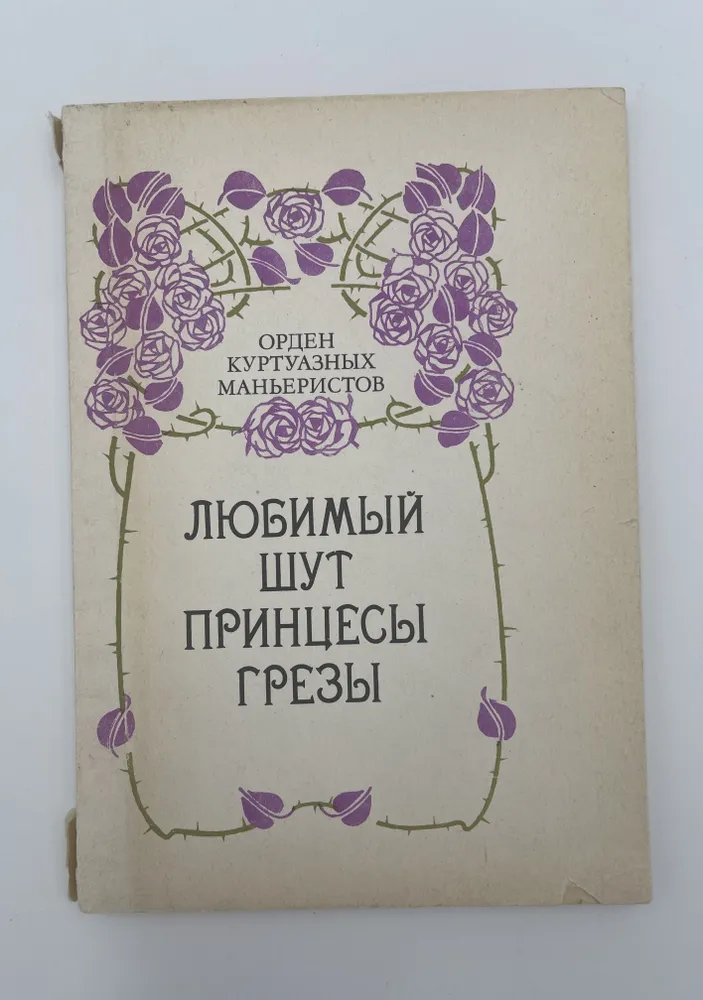 ОРДЕН
КУРТУАЗНЫХ
МАНЬЕРИСТОВ
ЛЮБИМЫЙ
ШУТ
ПРИНЦЕСЫ
ГРЕЗЫ